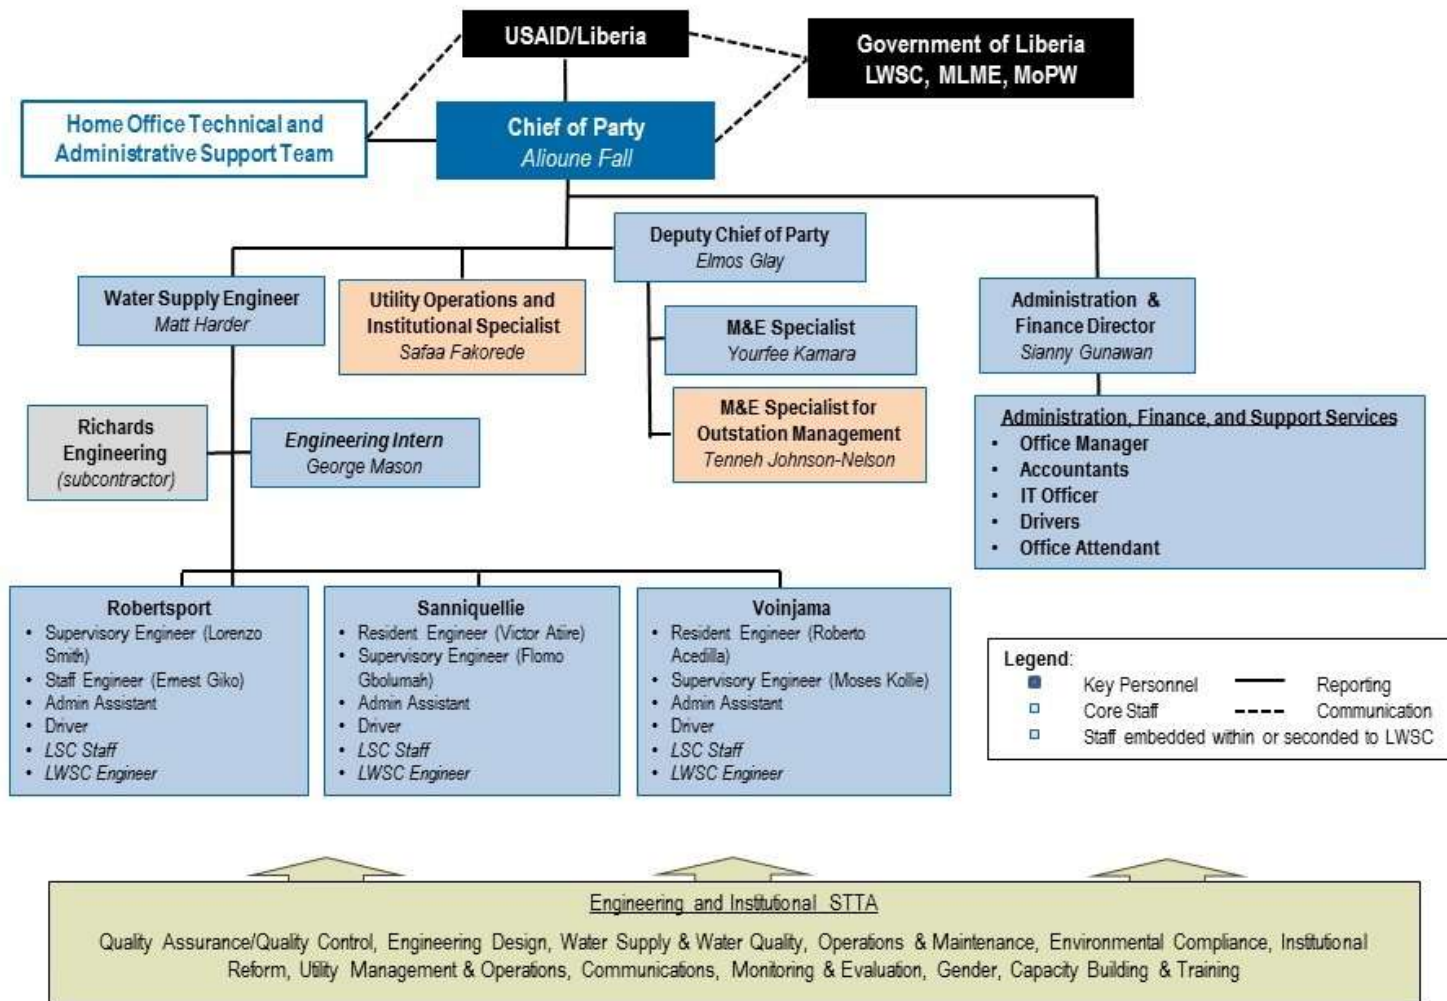 USAID/Liberia
Government of Liberia
LWSC, MLME, MoPW
Home Office Technical and
Administrative Support Team
Chief of Party
Alioune Fall
Deputy Chief of Party
Elmos Glay
Water Supply Engineer
Matt Harder
Utility Operations and
Institutional Specialist
Safaa Fakorede
M&E Specialist
Yourfee Kamara
Administration &
Finance Director
Sianny Gunawan
M&E Specialist for
Outstation Management
Tenneh Johnson-Nelson
Richards
Engineering
(subcontractor)
Engineering Intern
George Mason
Administration, Finance, and Support Services
• Office Manager
• Accountants
• IT Officer
• Drivers
• Office Attendant
Robertsport
• Supervisory Engineer (Lorenzo
Smith)
• Staff Engineer (Ernest Giko)
• Admin Assistant
• Driver
• LSC Staff
• LWSC Engineer
Sanniquellie
• Resident Engineer (Victor Atiire)
• Supervisory Engineer (Flomo
Gbolumah)
• Admin Assistant
• Driver
• LSC Staff
• LWSC Engineer
Voinjama
• Resident Engineer (Roberto
Acedilla)
• Supervisory Engineer (Moses Kollie)
• Admin Assistant
• Driver
• LSC Staff
• LWSC Engineer
Legend:
Key Personnel
Reporting
Core Staff
Communication
Staff embedded within or seconded to LWSC
Engineering and Institutional STTA
Quality Assurance/Quality Control, Engineering Design, Water Supply & Water Quality, Operations & Maintenance, Environmental Compliance, Institutional
Reform, Utility Management & Operations, Communications, Monitoring & Evaluation, Gender, Capacity Building & Training